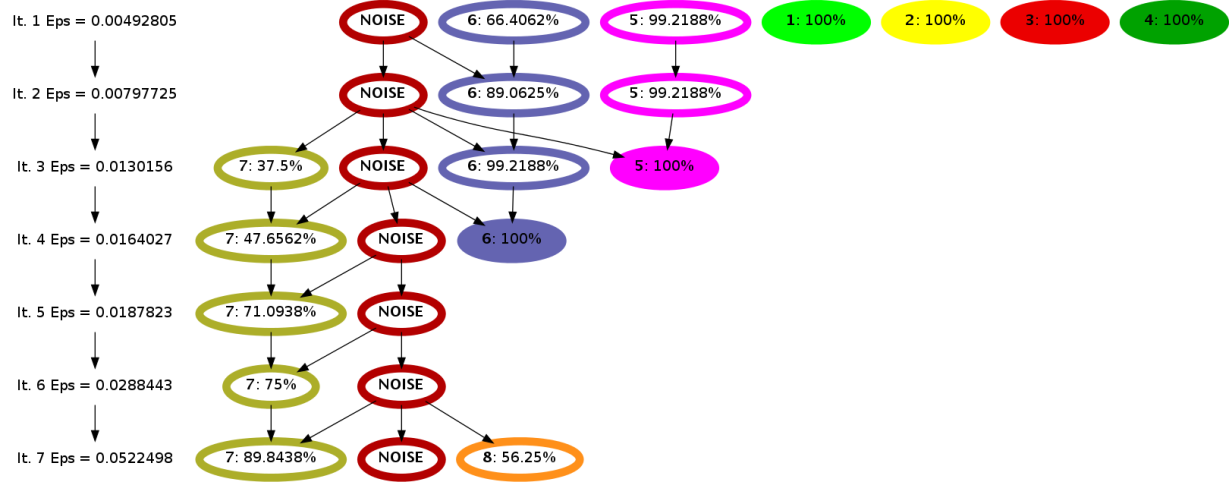 It. 1 Eps = 0.00492805 NOISE 6: 66.4062% 5: 99.2188% 1: 100% 2: 100% 3: 100% 4: 100%
It. 2 Eps = 0.00797725 NOISE 6: 89.0625% 5: 99.2188%
It. 3 Eps = 0.0130156 7: 37.5% NOISE 6: 99.2188% 5: 100%
It. 4 Eps = 0.0164027 7: 47.6562% NOISE 6: 100%
It. 5 Eps = 0.0187823 7: 71.0938% NOISE
It. 6 Eps = 0.0288443 7: 75% NOISE
It. 7 Eps = 0.0522498 7: 89.8438% NOISE 8: 56.25%